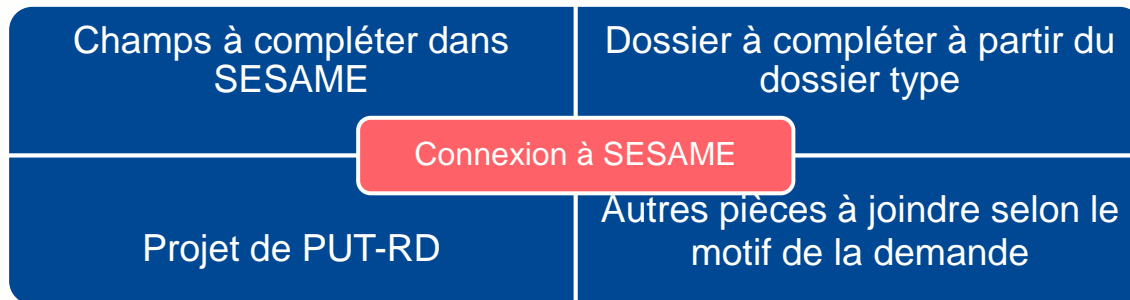 Champs à compléter dans
SESAME
Dossier à compléter à partir du
dossier type
Connexion à SESAME
Projet de PUT-RD
Autres pièces à joindre selon le
motif de la demande